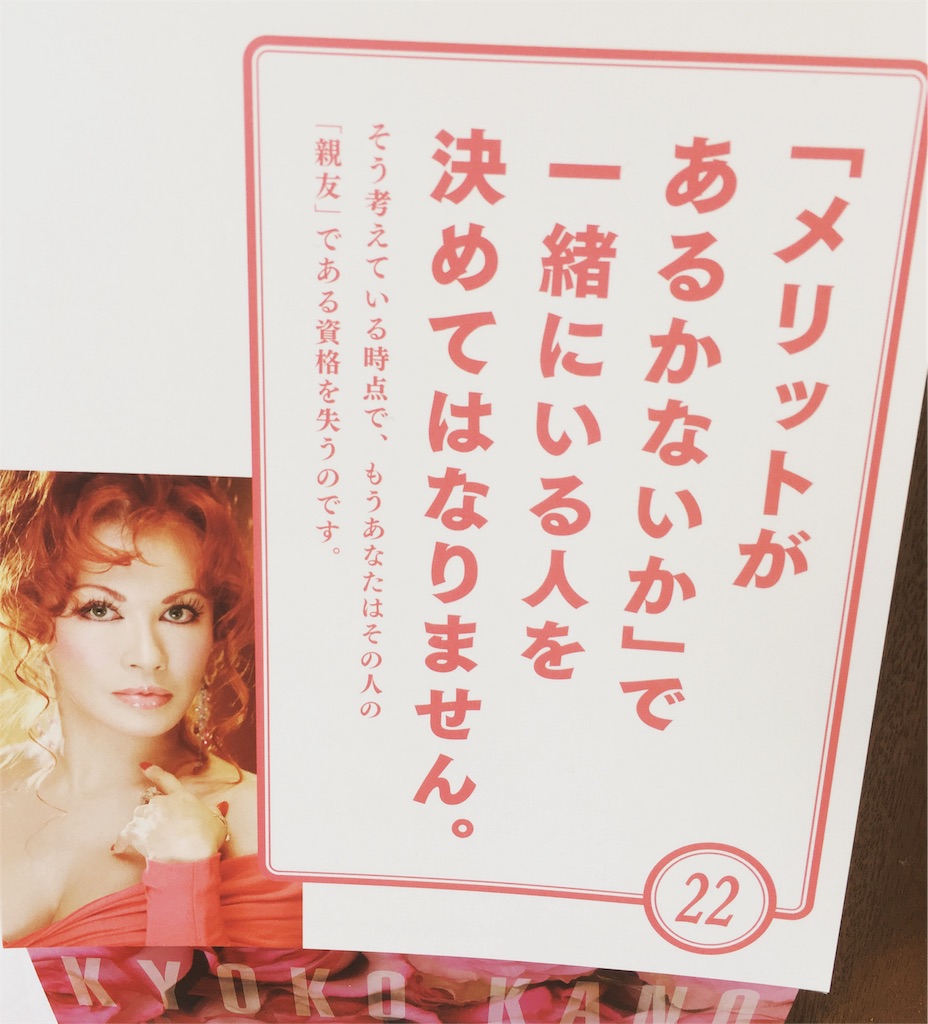 「メリットが
あるかないか」で
一緒にいる人を
決めてはなりません。
そう考えている時点で、もうあなたはその人の
「親友」である資格を失うのです。
22
KYOKO KANO